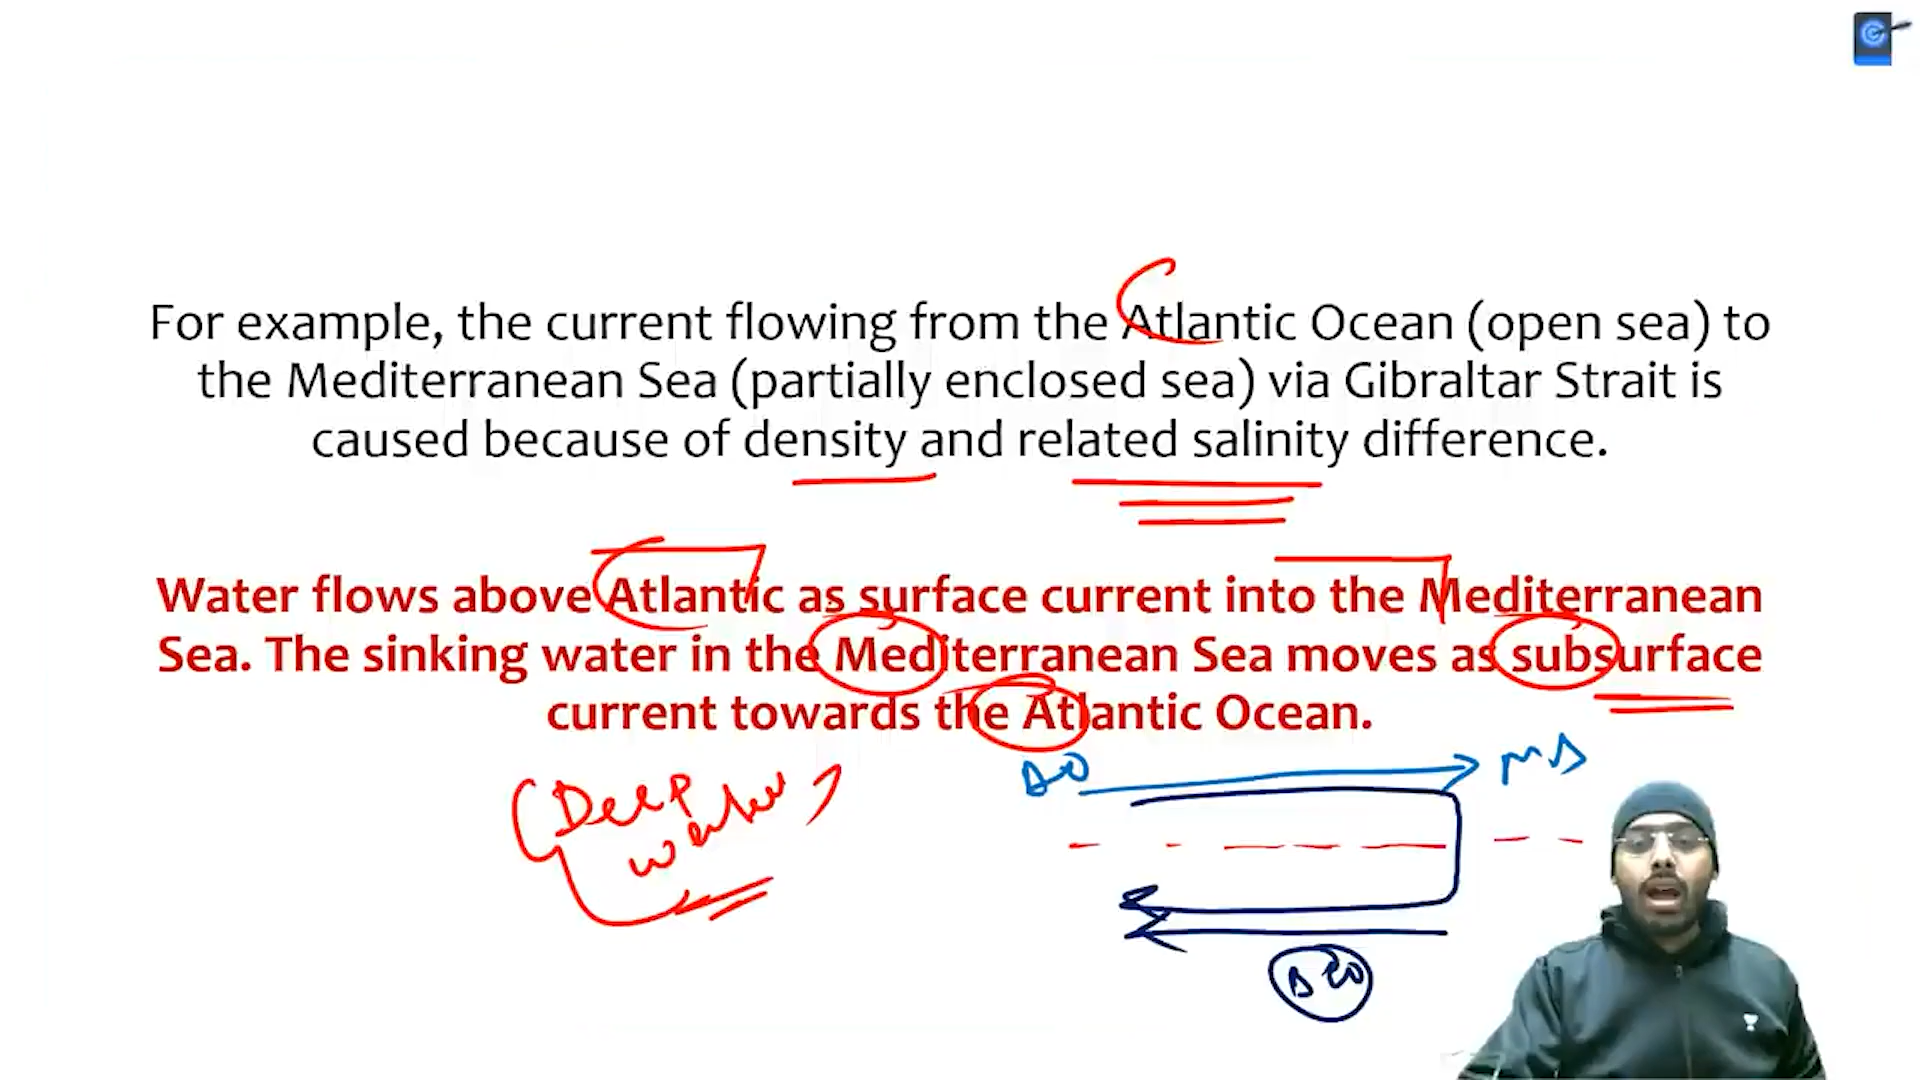 For example, the current flowing from the Atlantic Ocean (open sea) to
the Mediterranean Sea (partially enclosed sea) via Gibraltar Strait is
caused because of density and related salinity difference.
Water flows above Atlantic as surface current into the Mediterranean
Sea. The sinking water in the Mediterranean Sea moves as subsurface
current towards the Atlantic Ocean.
(Deep
water)